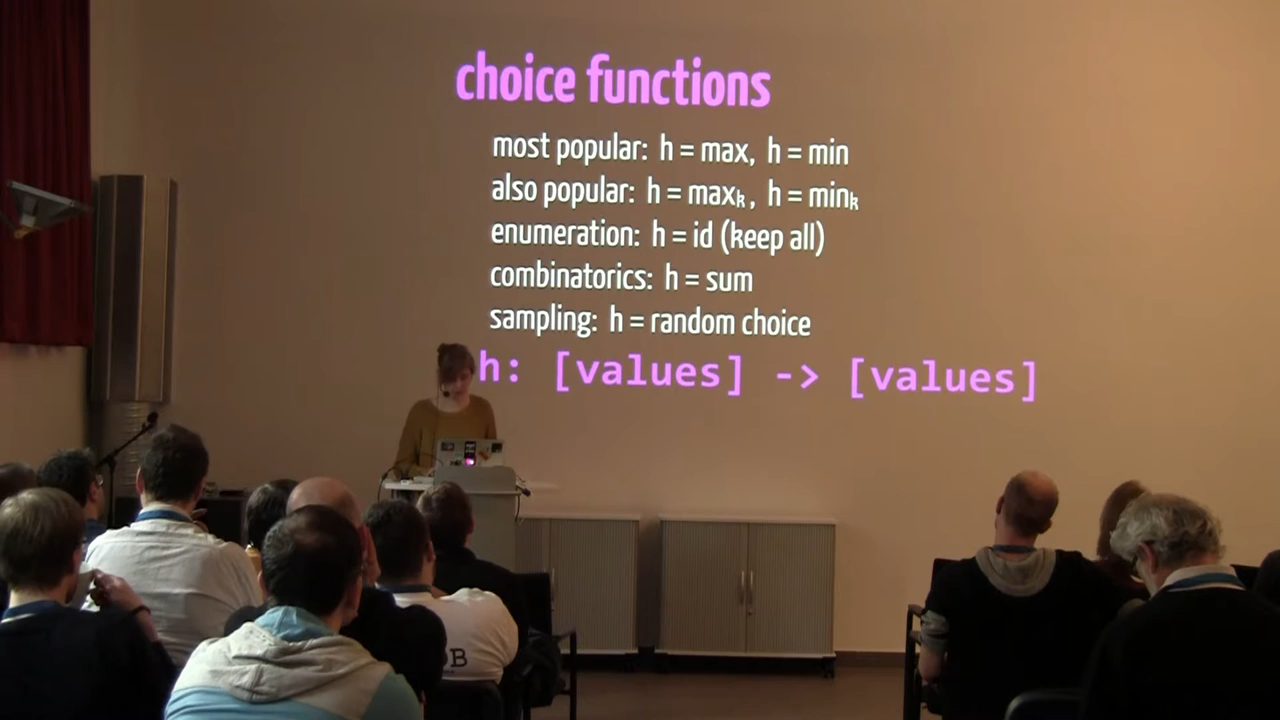 choice functions
most popular: h = max, h = min
also popular: h = maxₖ, h = minₖ
enumeration: h = id (keep all)
combinatorics: h = sum
sampling: h = random choice
h: [values] -> [values]